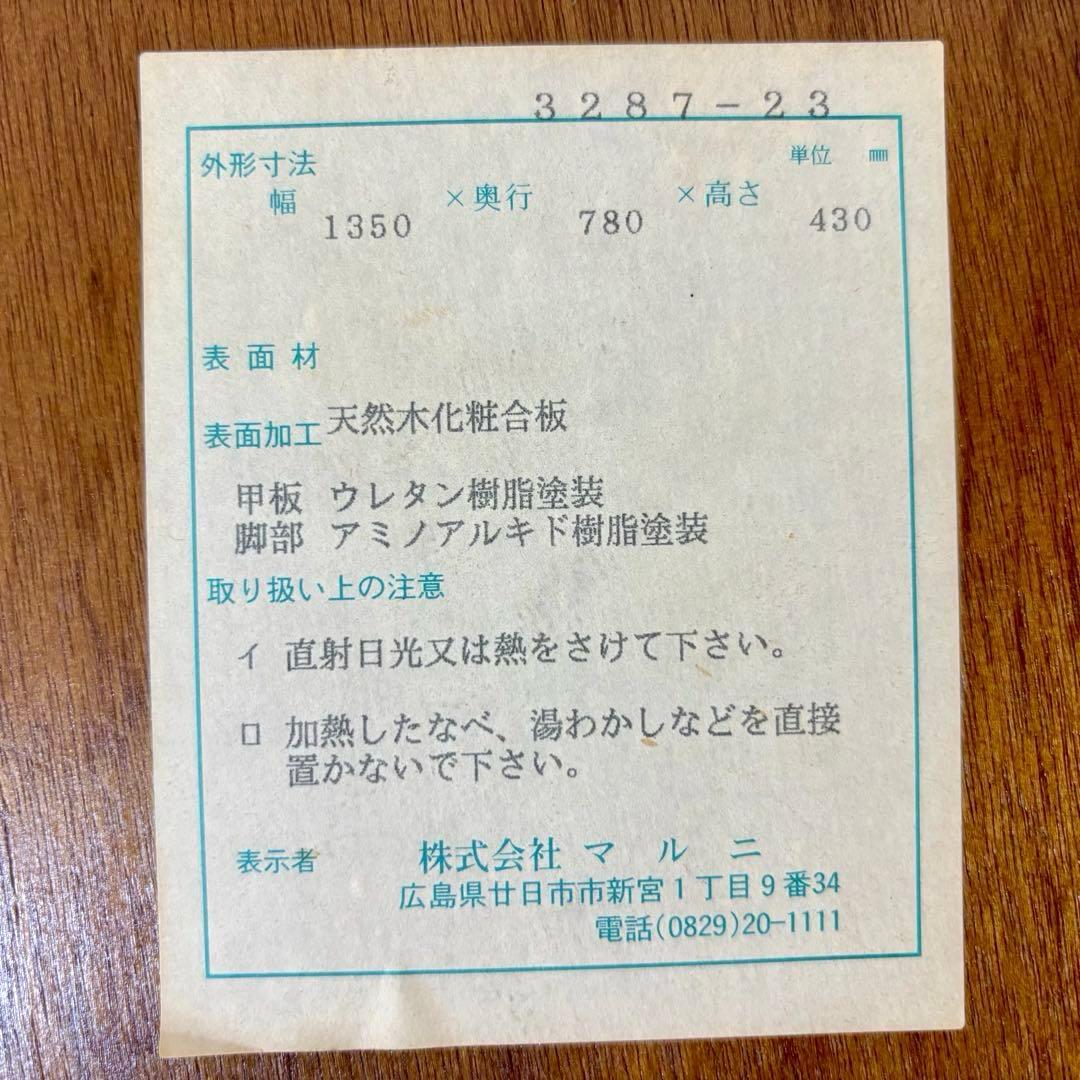 3287-23
外形寸法 単位 ㎜
幅 1350 ×奥行 780 ×高さ 430
表面材
天然木化粧合板
表面加工
甲板 ウレタン樹脂塗装
脚部 アミノアルキド樹脂塗装
取り扱い上の注意
イ 直射日光又は熱をさけて下さい。
ロ 加熱したなべ、湯わかしなどを直接
置かないで下さい。
表示者 株式会社 マルニ
広島県廿日市市新宮1丁目9番34
電話(0829)20-1111